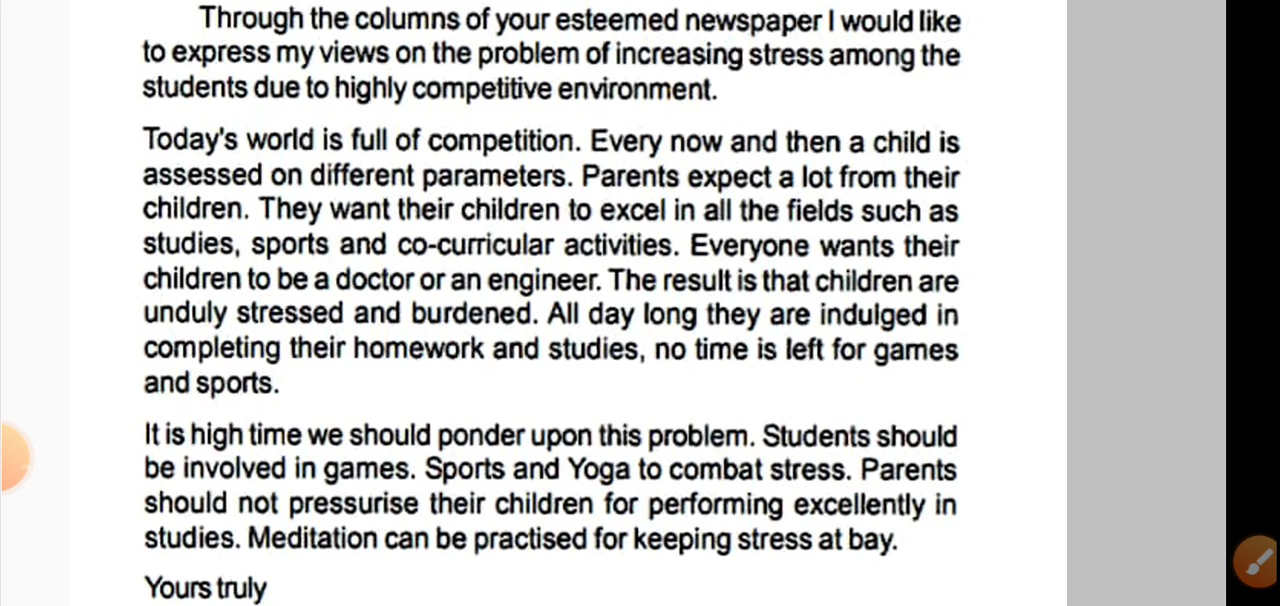 Through the columns of your esteemed newspaper I would like
to express my views on the problem of increasing stress among the
students due to highly competitive environment.
Today's world is full of competition. Every now and then a child is
assessed on different parameters. Parents expect a lot from their
children. They want their children to excel in all the fields such as
studies, sports and co-curricular activities. Everyone wants their
children to be a doctor or an engineer. The result is that children are
unduly stressed and burdened. All day long they are indulged in
completing their homework and studies, no time is left for games
and sports.
It is high time we should ponder upon this problem. Students should
be involved in games. Sports and Yoga to combat stress. Parents
should not pressurise their children for performing excellently in
studies. Meditation can be practised for keeping stress at bay.
Yours truly